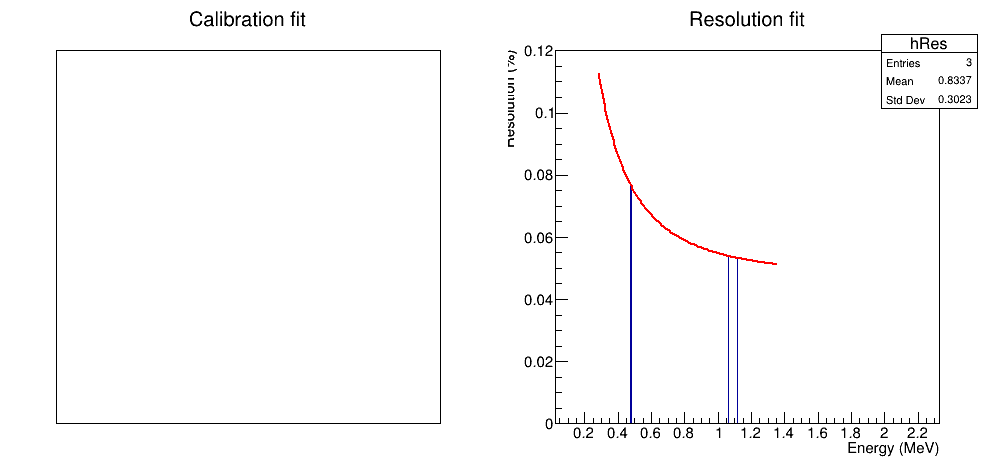 Calibration fit
Resolution fit
hRes
Entries 3
Mean 0.8337
Std Dev 0.3023
Resolution (%)
0.12
0.1
0.08
0.06
0.04
0.02
0
0.2 0.4 0.6 0.8 1 1.2 1.4 1.6 1.8 2 2.2
Energy (MeV)